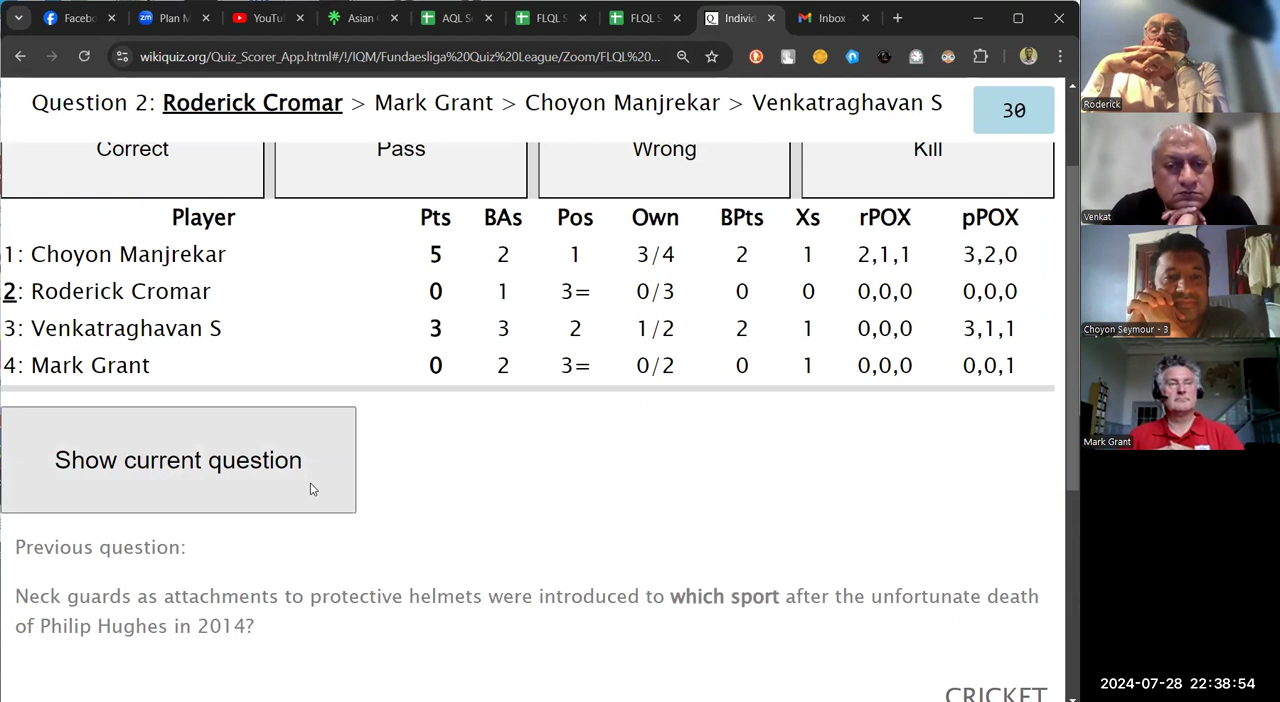 Facebc
Plan M
YouTu
Asian
AQL S
FLQL S
FLQL S
Individ
Inbox
wikiquiz.org/Quiz_Scorer_App.html#/!/IQM/Fundaesliga%20Quiz%20League/Zoom/FLQL%20...
Question 2: Roderick Cromar > Mark Grant > Choyon Manjrekar > Venkatraghavan S
30
Correct Pass Wrong Kill
Player Pts BAs Pos Own BPts Xs rPOX pPOX
1: Choyon Manjrekar 5 2 1 3/4 2 1 2,1,1 3,2,0
2: Roderick Cromar 0 1 3= 0/3 0 0 0,0,0 0,0,0
3: Venkatraghavan S 3 3 2 1/2 2 1 0,0,0 3,1,1
4: Mark Grant 0 2 3= 0/2 0 1 0,0,0 0,0,1
Show current question
Previous question:
Neck guards as attachments to protective helmets were introduced to which sport after the unfortunate death
of Philip Hughes in 2014?
CRICKET
Roderick
Venkat
Choyon Seymour - 3
Mark Grant
2024-07-28 22:38:54